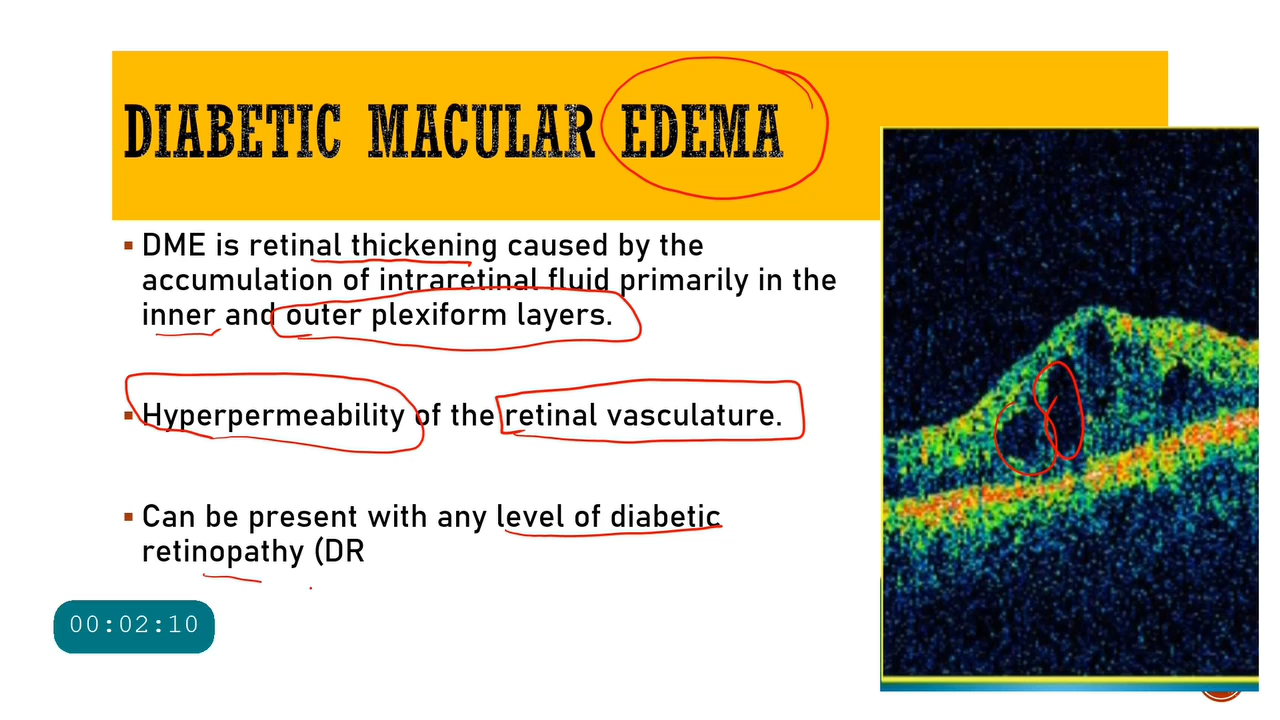 DIABETIC MACULAR EDEMA
▪ DME is retinal thickening caused by the
accumulation of intraretinal fluid primarily in the
inner and outer plexiform layers.
▪ Hyperpermeability of the retinal vasculature.
▪ Can be present with any level of diabetic
retinopathy (DR
00:02:10